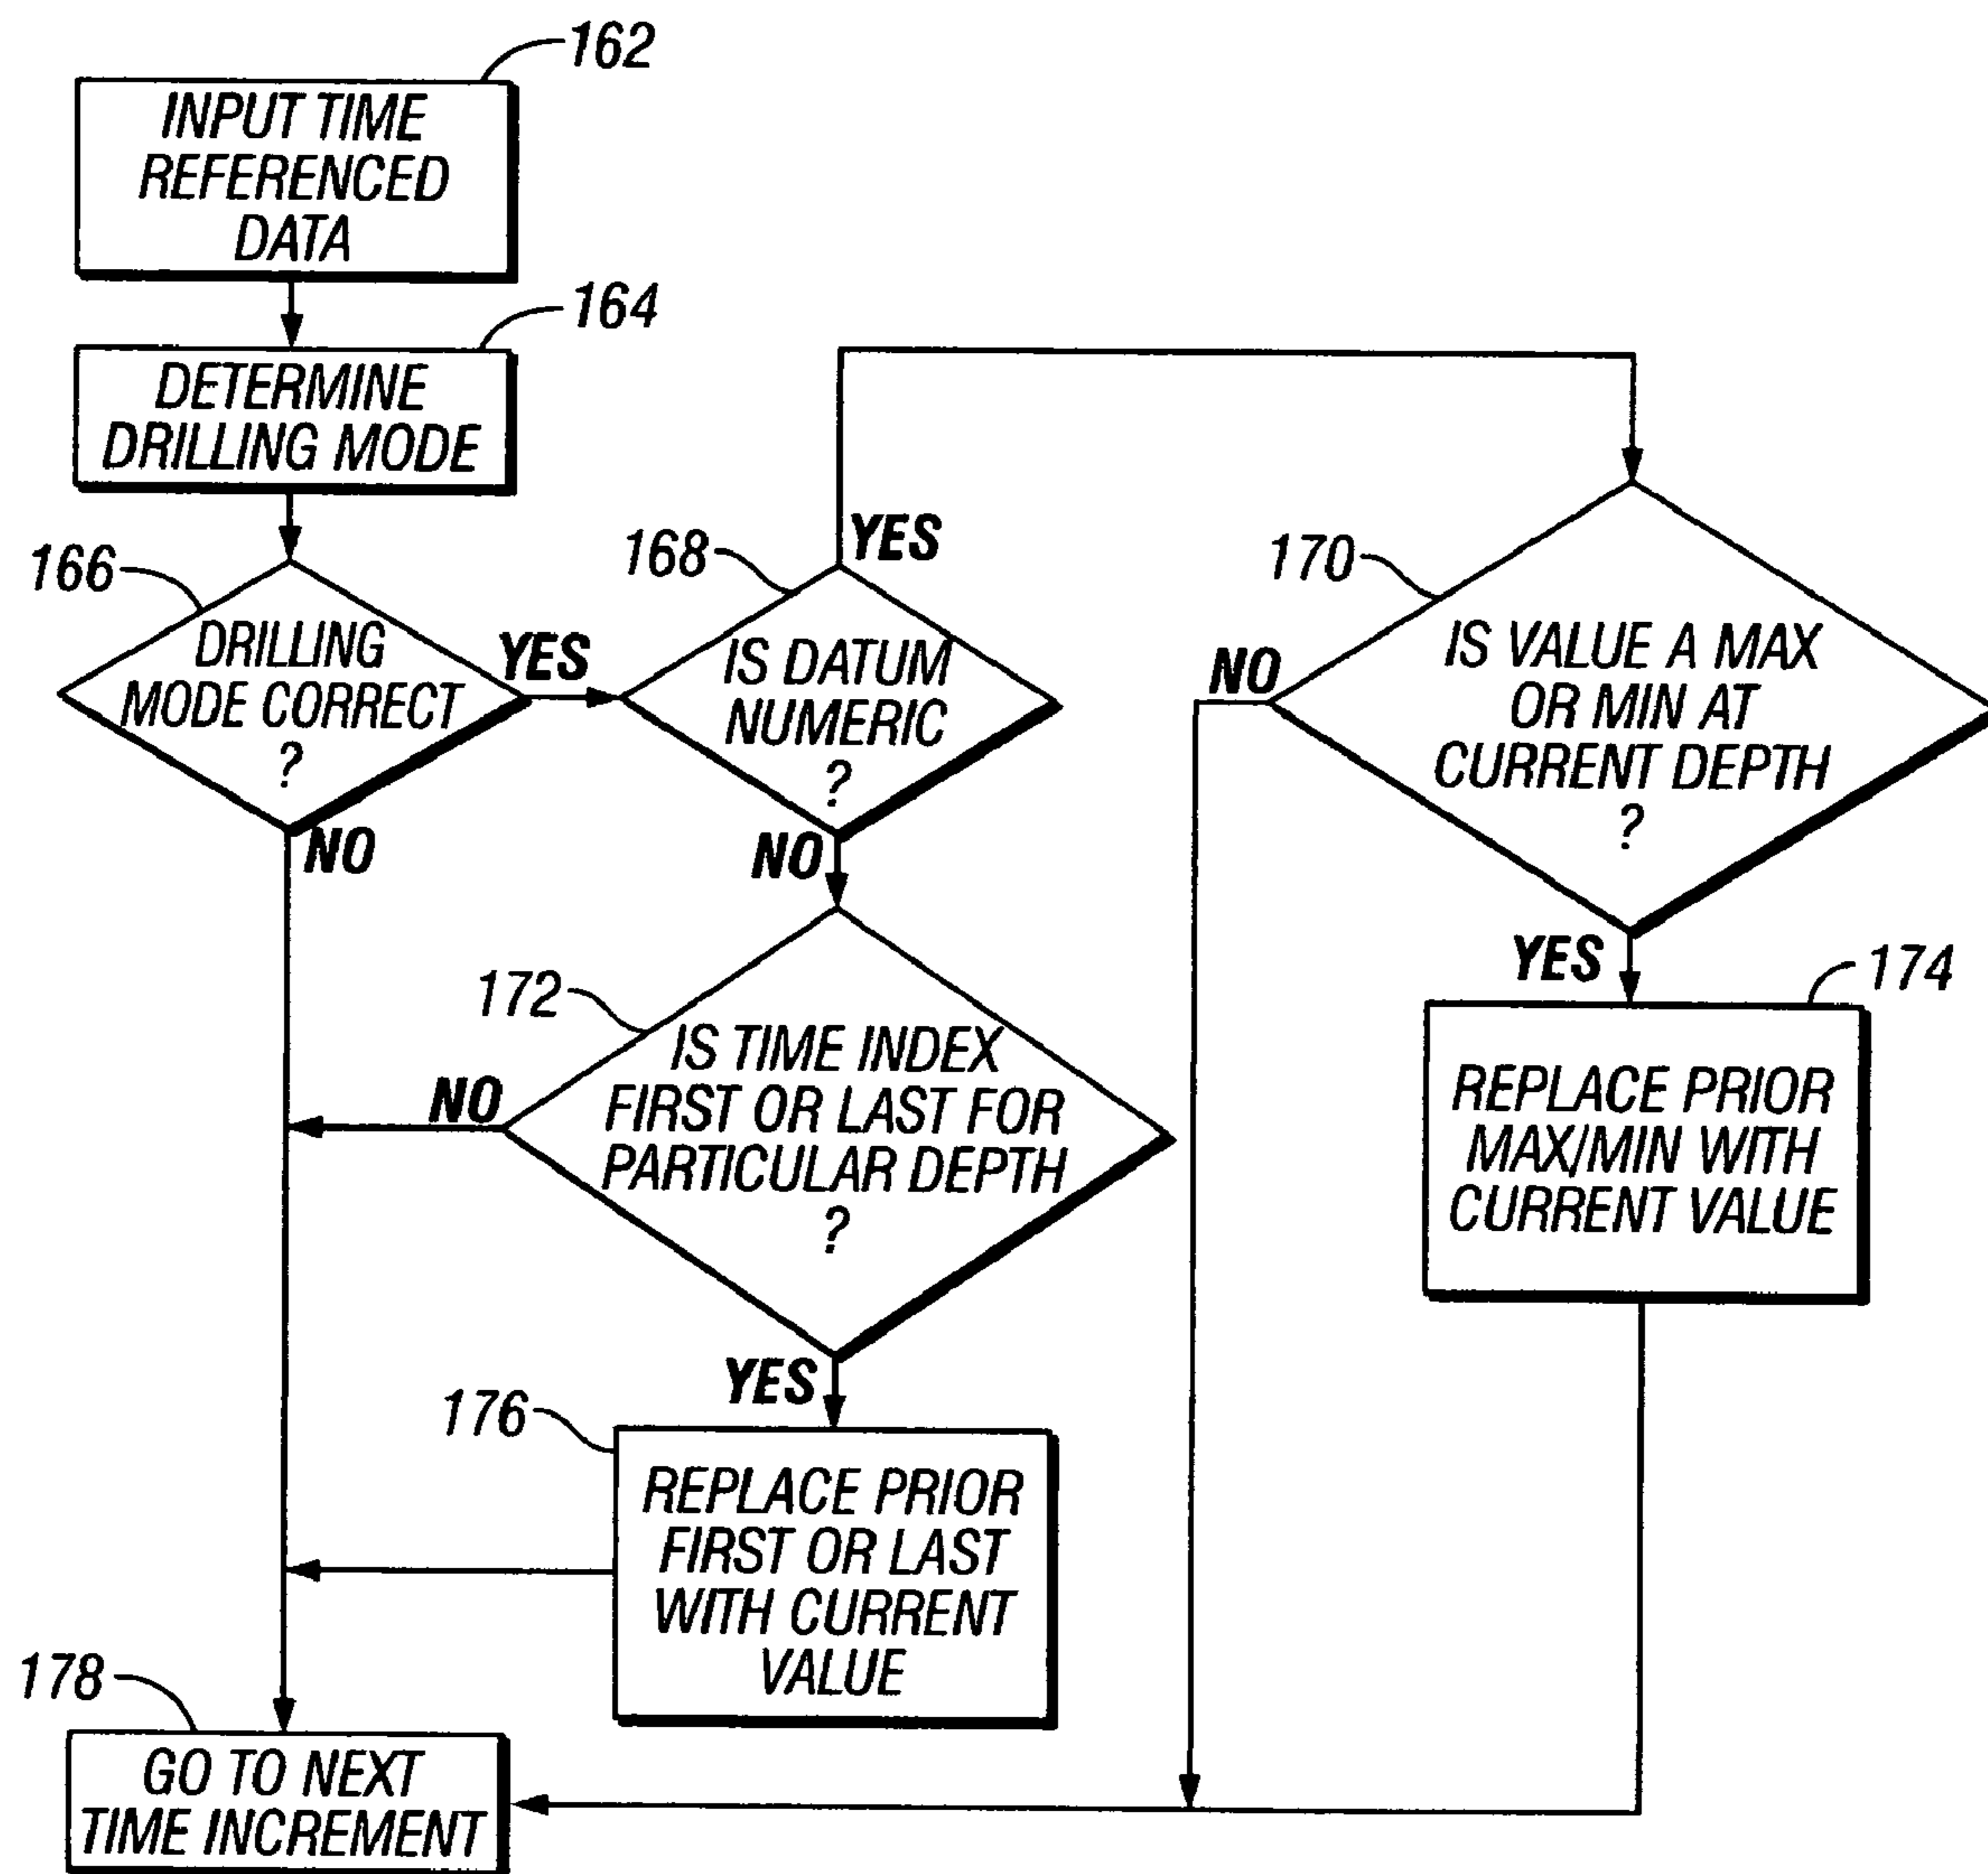 162
INPUT TIME
REFERENCED
DATA
164
DETERMINE
DRILLING MODE
166
DRILLING
MODE CORRECT
?
YES
NO
168
IS DATUM
NUMERIC
?
YES
NO
170
IS VALUE A MAX
OR MIN AT
CURRENT DEPTH
?
NO
YES
172
IS TIME INDEX
FIRST OR LAST FOR
PARTICULAR DEPTH
?
NO
YES
174
REPLACE PRIOR
MAX/MIN WITH
CURRENT VALUE
176
REPLACE PRIOR
FIRST OR LAST
WITH CURRENT
VALUE
178
GO TO NEXT
TIME INCREMENT